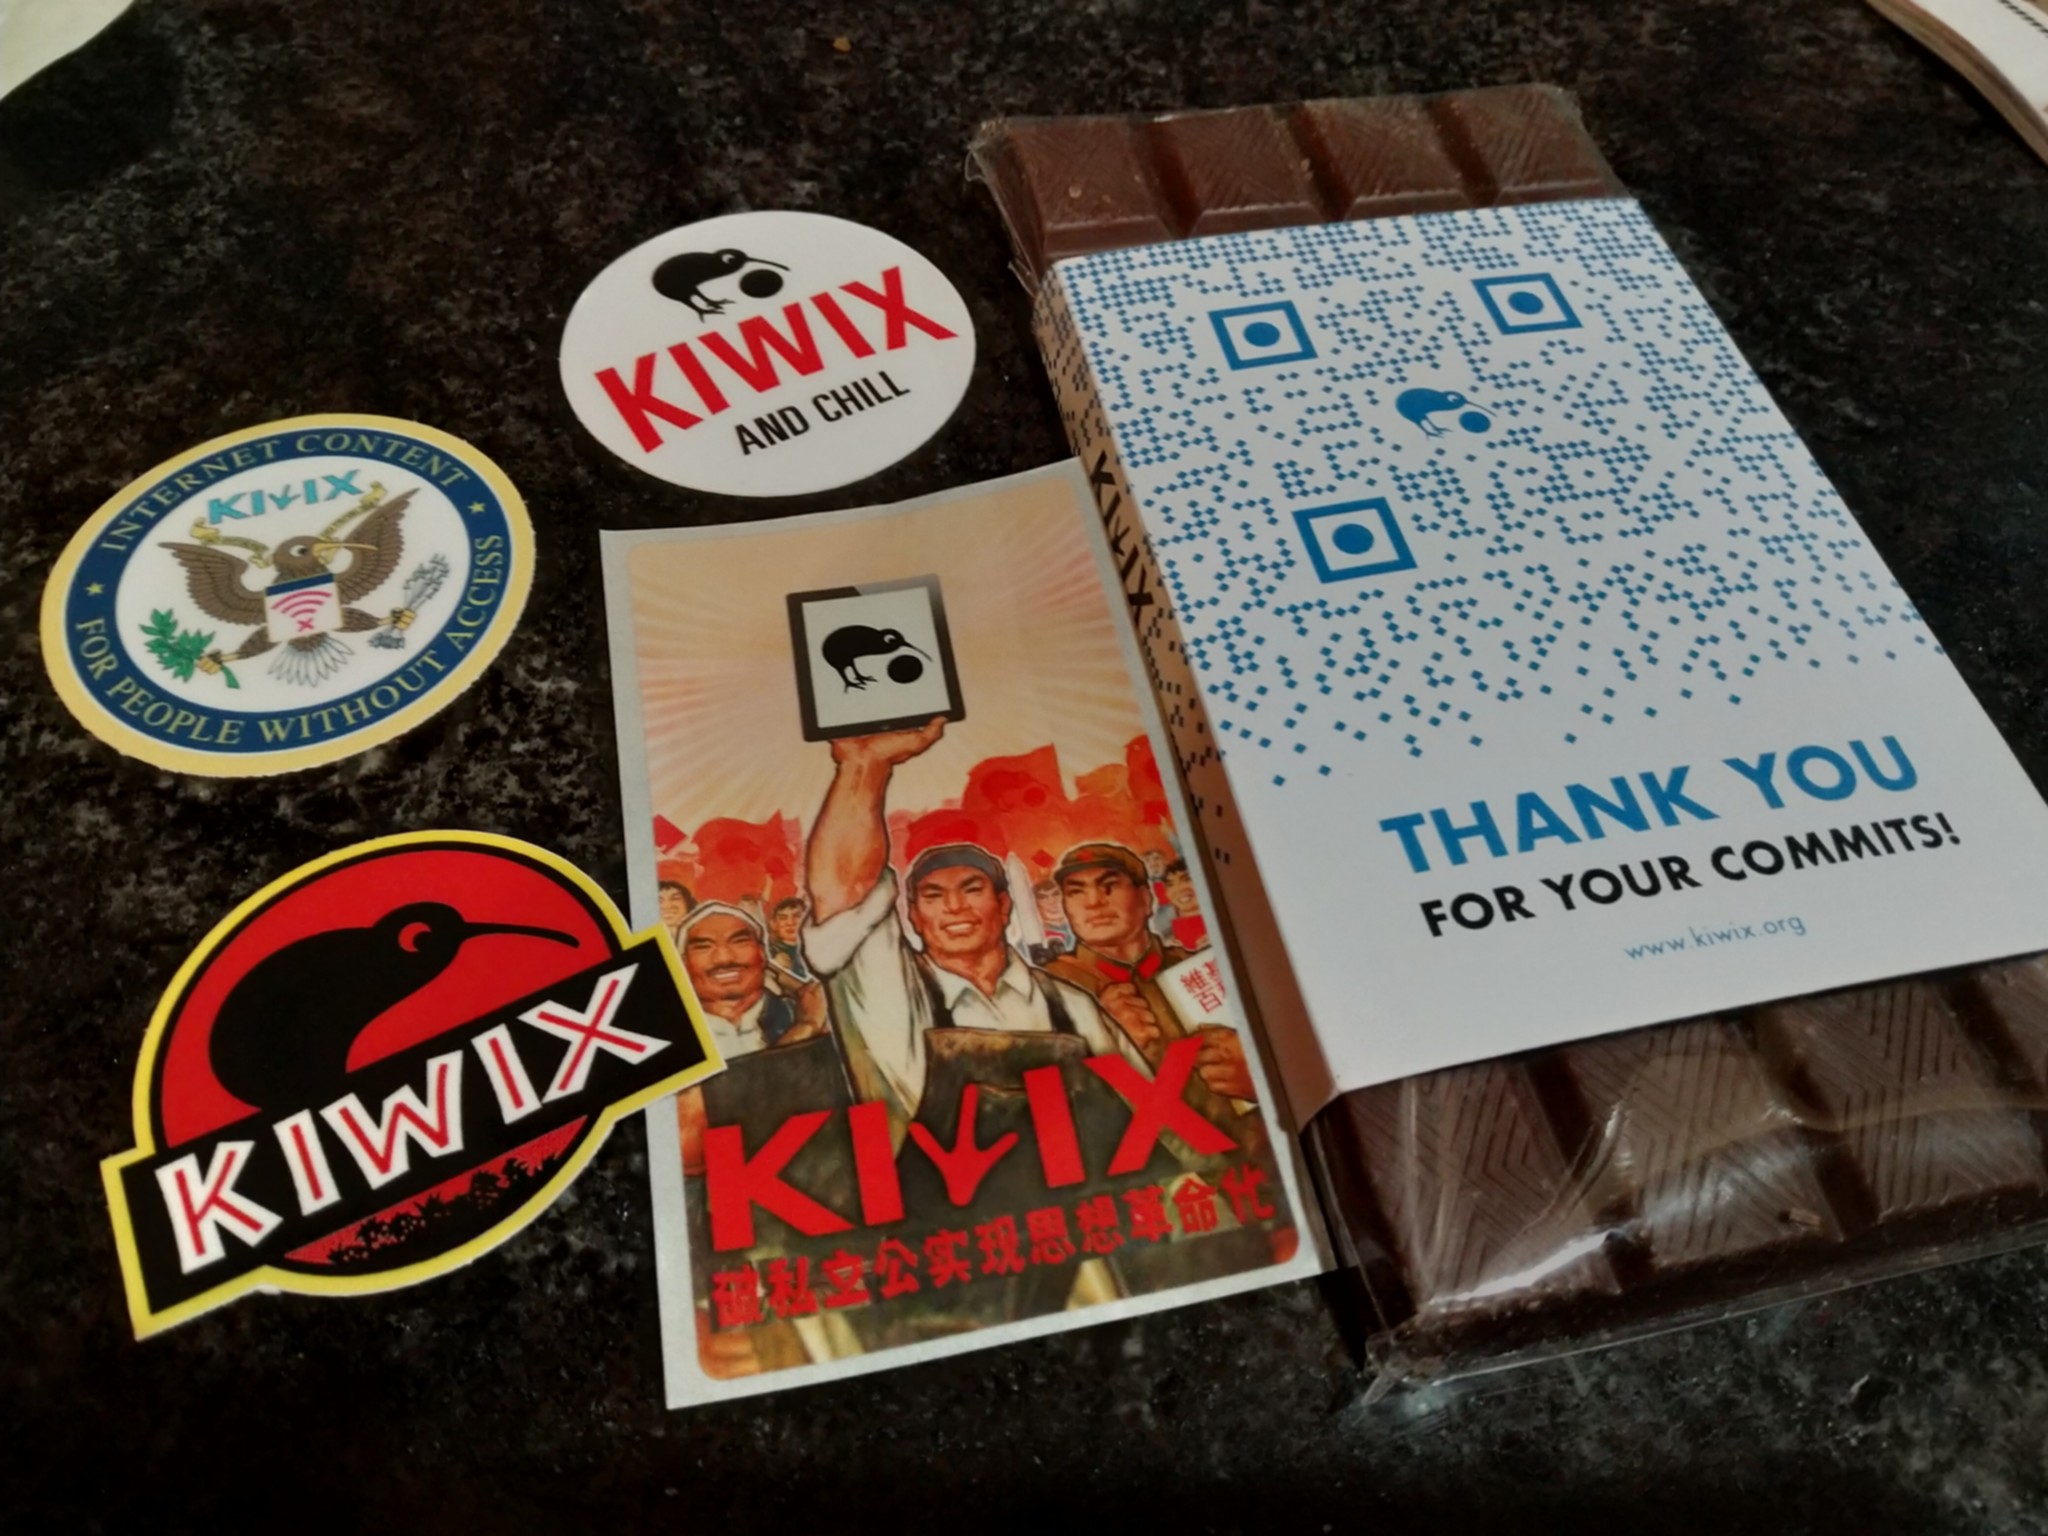 KIWIX
AND CHILL
INTERNET CONTENT
KIWIX
FOR PEOPLE WITHOUT ACCESS
KIWIX
KIWIX
破私立公实现思想革命化
KIWIX
THANK YOU
FOR YOUR COMMITS!
www.kiwix.org